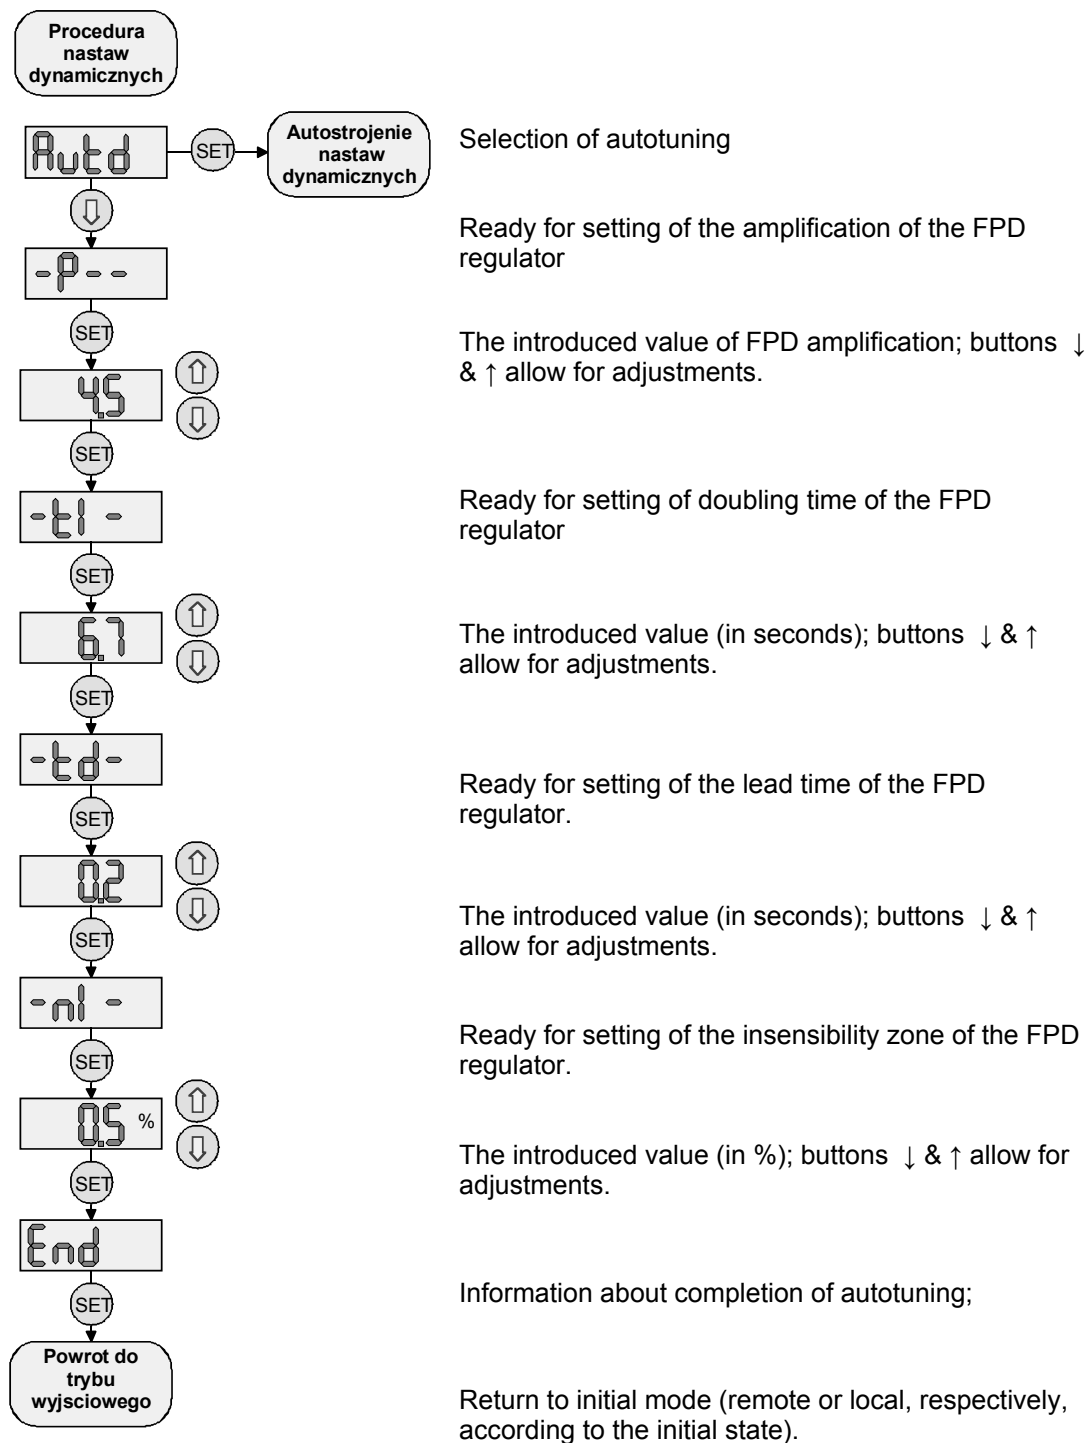 Procedura
nastaw
dynamicznych
Autd
SET
Autostrojenie
nastaw
dynamicznych
Selection of autotuning
⇩
-P--
Ready for setting of the amplification of the FPD
regulator
SET
4.5
⇧
⇩
The introduced value of FPD amplification; buttons ↓
& ↑ allow for adjustments.
SET
-tI -
Ready for setting of doubling time of the FPD
regulator
SET
6.7
⇧
⇩
The introduced value (in seconds); buttons ↓ & ↑
allow for adjustments.
SET
-td-
Ready for setting of the lead time of the FPD
regulator.
SET
0.2
⇧
⇩
The introduced value (in seconds); buttons ↓ & ↑
allow for adjustments.
SET
-nI -
Ready for setting of the insensibility zone of the FPD
regulator.
SET
0.5 %
⇧
⇩
The introduced value (in %); buttons ↓ & ↑ allow for
adjustments.
SET
End
Information about completion of autotuning;
SET
Powrot do
trybu
wyjsciowego
Return to initial mode (remote or local, respectively,
according to the initial state).